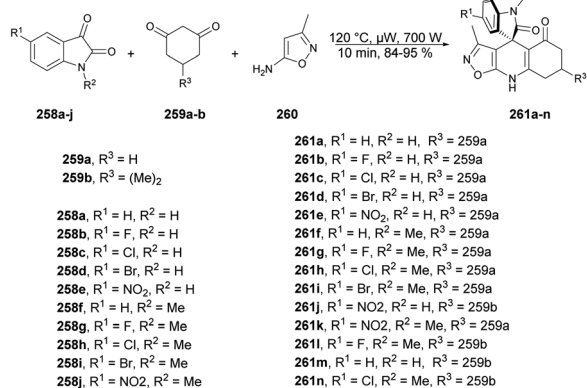 R¹ O O N R² + O O R³ + H₂N O N 120 °C, µW, 700 W R¹ N O O N O N H R³
10 min, 84-95 %
258a-j 259a-b 260 261a-n
259a, R³ = H
259b, R³ = (Me)₂
258a, R¹ = H, R² = H
258b, R¹ = F, R² = H
258c, R¹ = Cl, R² = H
258d, R¹ = Br, R² = H
258e, R¹ = NO₂, R² = H
258f, R¹ = H, R² = Me
258g, R¹ = F, R² = Me
258h, R¹ = Cl, R² = Me
258i, R¹ = Br, R² = Me
258j, R¹ = NO2, R² = Me
261a, R¹ = H, R² = H, R³ = 259a
261b, R¹ = F, R² = H, R³ = 259a
261c, R¹ = Cl, R² = H, R³ = 259a
261d, R¹ = Br, R² = H, R³ = 259a
261e, R¹ = NO₂, R² = H, R³ = 259a
261f, R¹ = H, R² = Me, R³ = 259a
261g, R¹ = F, R² = Me, R³ = 259a
261h, R¹ = Cl, R² = Me, R³ = 259a
261i, R¹ = Br, R² = Me, R³ = 259a
261j, R¹ = NO2, R² = H, R³ = 259b
261k, R¹ = NO2, R² = Me, R³ = 259a
261l, R¹ = F, R² = Me, R³ = 259b
261m, R¹ = H, R² = H, R³ = 259b
261n, R¹ = Cl, R² = Me, R³ = 259b